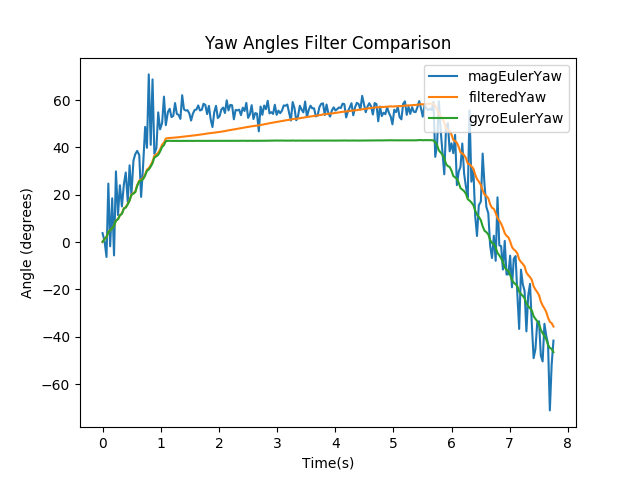 Yaw Angles Filter Comparison
magEulerYaw
filteredYaw
gyroEulerYaw
Angle (degrees)
60
40
20
0
−20
−40
−60
0 1 2 3 4 5 6 7 8
Time(s)